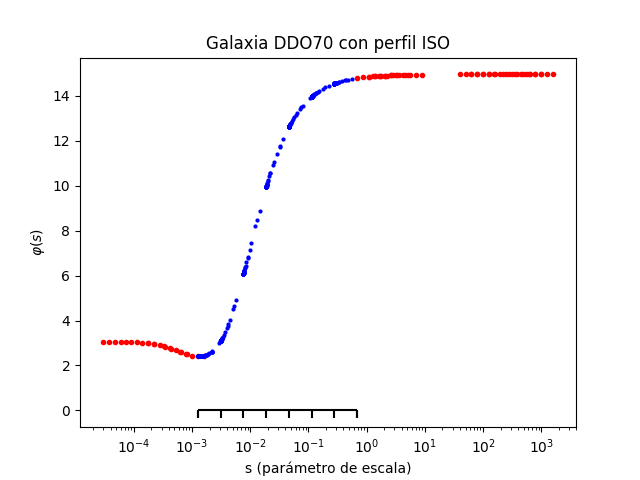 Galaxia DDO70 con perfil ISO
φ(s)
14
12
10
8
6
4
2
0
10⁻⁴ 10⁻³ 10⁻² 10⁻¹ 10⁰ 10¹ 10² 10³
s (parámetro de escala)